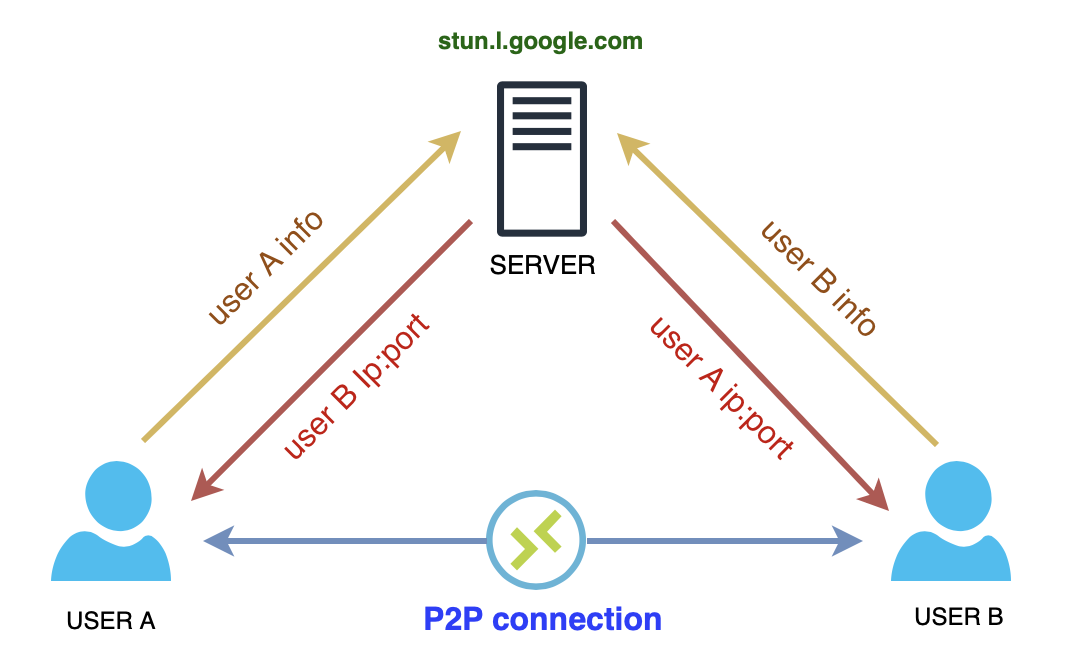 stun.l.google.com
SERVER
user A info
user B Ip:port
user A ip:port
user B info
P2P connection
USER A
USER B